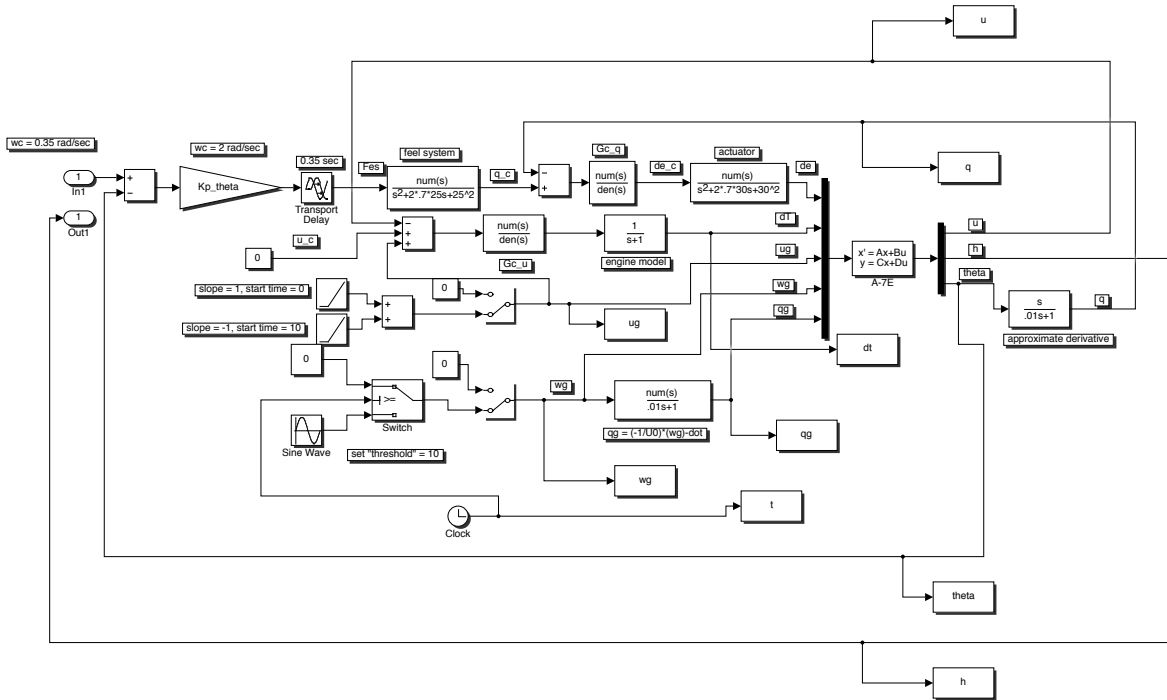 u
wc = 0.35 rad/sec
wc = 2 rad/sec
0.35 sec
Fes
feel system
q_c
Gc_q
de_c
actuator
de
q
1
In1
+
−
Kp_theta
Transport
Delay
num(s)
s^2+2*.7*25s+25^2
−
+
num(s)
den(s)
num(s)
s^2+2*.7*30s+30^2
1
Out1
0
u_c
−
+
+
num(s)
den(s)
Gc_u
1
s+1
engine model
dT
ug
wg
qg
x' = Ax+Bu
y = Cx+Du
A-7E
u
h
theta
s
.01s+1
q
approximate derivative
slope = 1, start time = 0
slope = -1, start time = 10
+
+
0
ug
dt
0
>=
Switch
Sine Wave
set "threshold" = 10
0
wg
num(s)
.01s+1
qg = (-1/U0)*(wg)-dot
qg
wg
Clock
t
theta
h